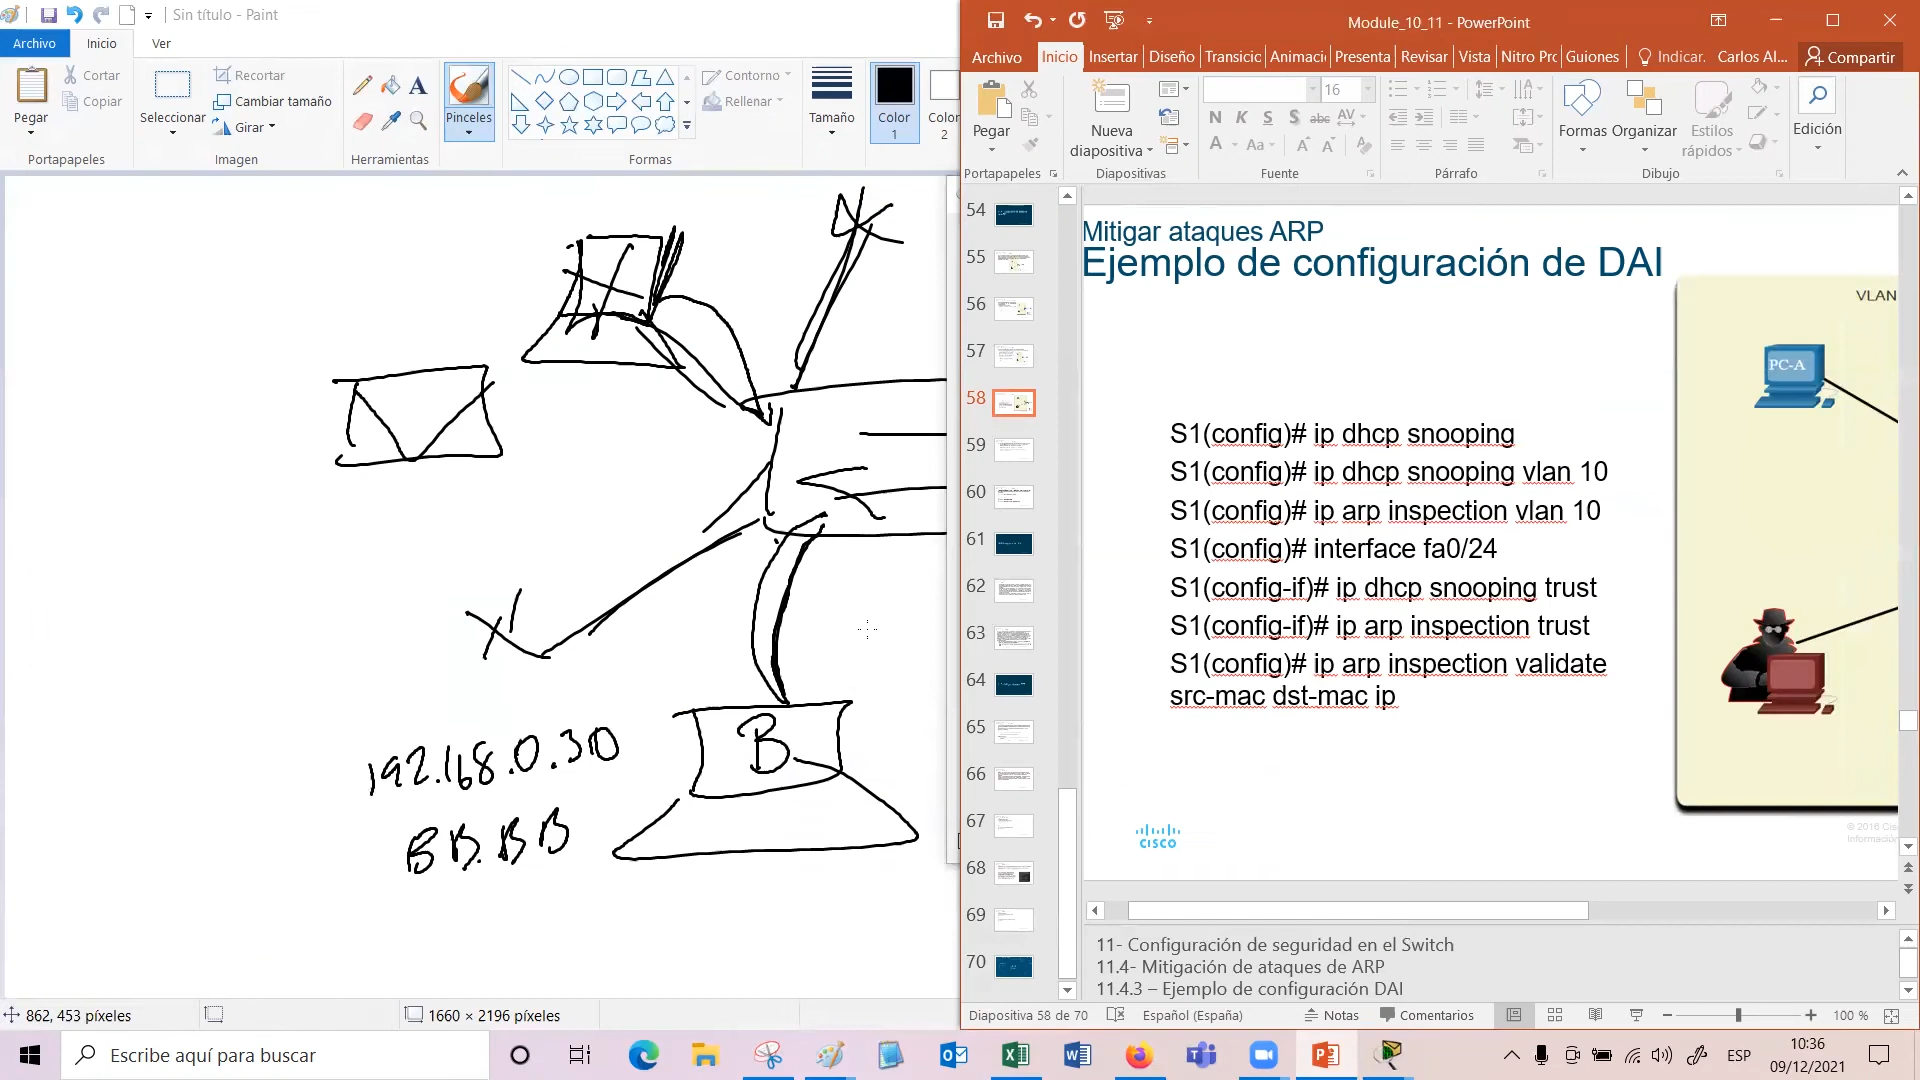 Sin título - Paint
Archivo
Inicio
Ver
Pegar
Cortar
Copiar
Portapapeles
Seleccionar
Recortar
Cambiar tamaño
Girar
Imagen
A
Herramientas
Pinceles
Formas
Contorno
Rellenar
Tamaño
Color
1
Color
2
192.168.0.30
BB.BB
B
862, 453 píxeles
1660 × 2196 píxeles
Module_10_11 - PowerPoint
Archivo
Inicio
Insertar
Diseño
Transicic
Animaci
Presenta
Revisar
Vista
Nitro Prc
Guiones
Indicar.
Carlos Al...
Compartir
Pegar
Portapapeles
Nueva
diapositiva
Diapositivas
16
N K S S abc AV
A Aa A A
Fuente
Párrafo
Formas
Organizar
Estilos
rápidos
Dibujo
Edición
54
55
56
57
58
59
60
61
62
63
64
65
66
67
68
69
70
Mitigar ataques ARP
Ejemplo de configuración de DAI
S1(config)# ip dhcp snooping
S1(config)# ip dhcp snooping vlan 10
S1(config)# ip arp inspection vlan 10
S1(config)# interface fa0/24
S1(config-if)# ip dhcp snooping trust
S1(config-if)# ip arp inspection trust
S1(config)# ip arp inspection validate
src-mac dst-mac ip
VLAN
PC-A
CISCO
© 2016 Cis
Información
11- Configuración de seguridad en el Switch
11.4- Mitigación de ataques de ARP
11.4.3 – Ejemplo de configuración DAI
Diapositiva 58 de 70
Español (España)
Notas
Comentarios
100 %
Escribe aquí para buscar
ESP
10:36
09/12/2021